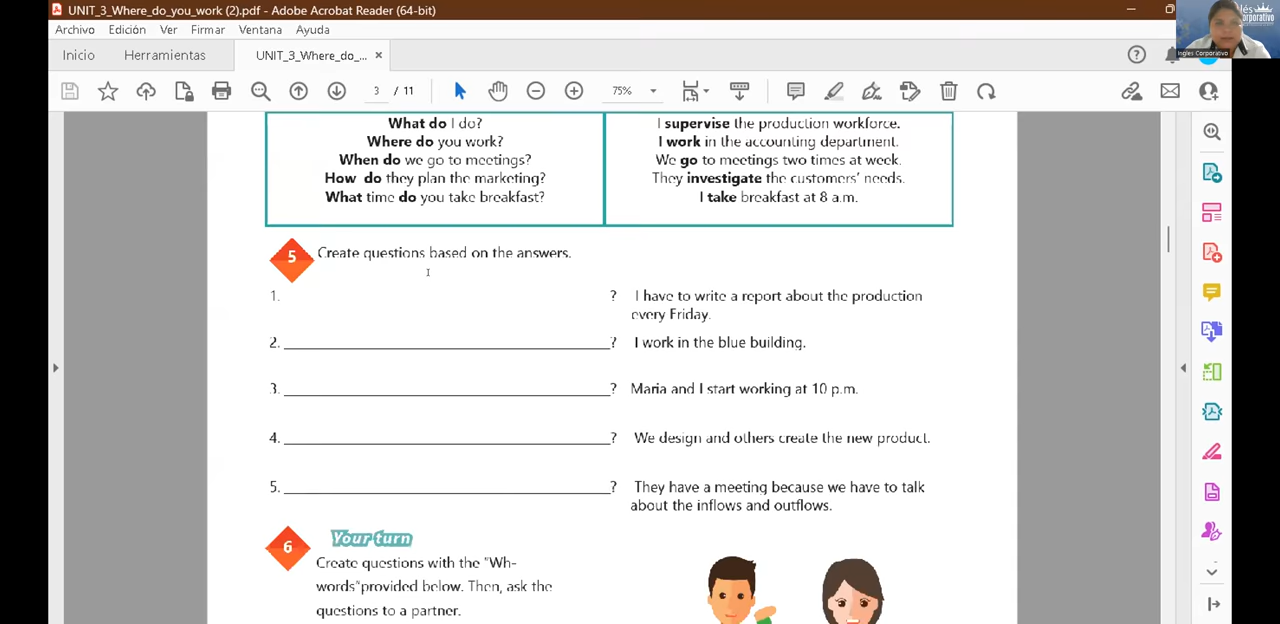 UNIT_3_Where_do_you_work (2).pdf - Adobe Acrobat Reader (64-bit)
Archivo Edición Ver Firmar Ventana Ayuda
Inicio Herramientas UNIT_3_Where_do_... ×
3 / 11 75%
What do I do? I supervise the production workforce.
Where do you work? I work in the accounting department.
When do we go to meetings? We go to meetings two times at week.
How do they plan the marketing? They investigate the customers' needs.
What time do you take breakfast? I take breakfast at 8 a.m.
5 Create questions based on the answers.
1. ? I have to write a report about the production
every Friday.
2. ________________? I work in the blue building.
3. ________________? Maria and I start working at 10 p.m.
4. ________________? We design and others create the new product.
5. ________________? They have a meeting because we have to talk
about the inflows and outflows.
6 Your turn
Create questions with the "Wh-
words"provided below. Then, ask the
questions to a partner.
Corporativo
Ingles Corporativo